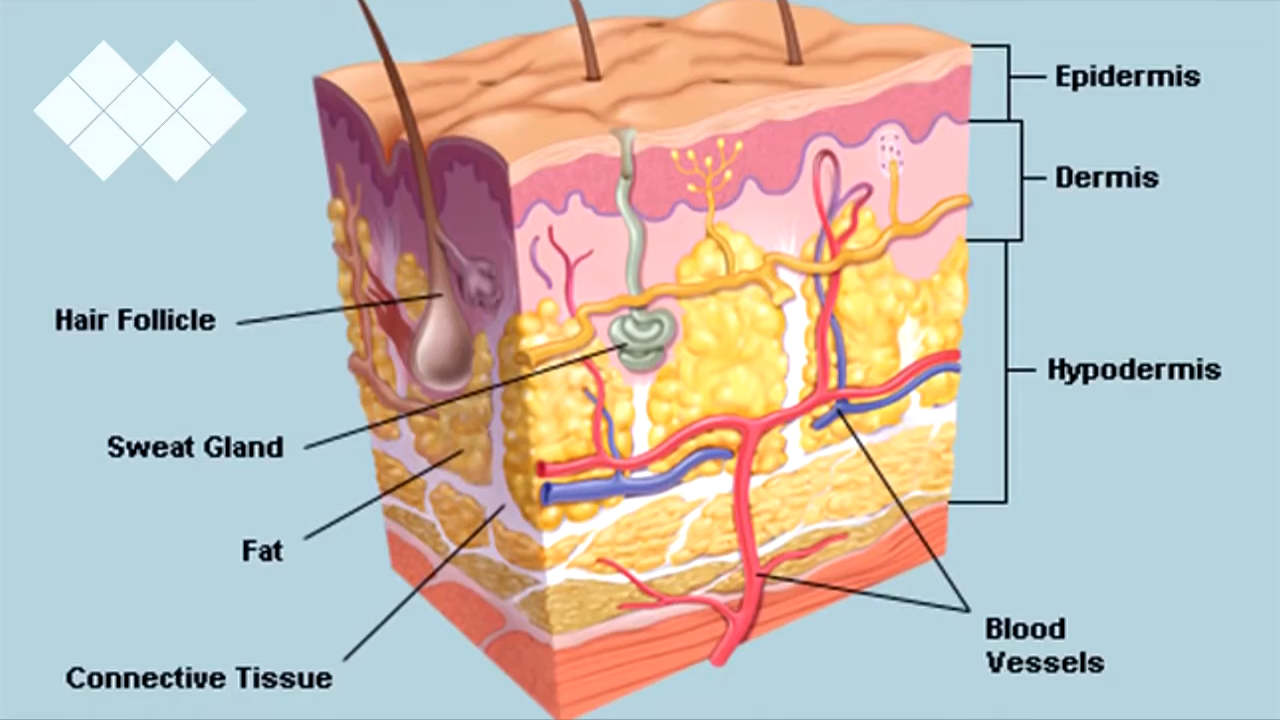 Epidermis
Dermis
Hair Follicle
Hypodermis
Sweat Gland
Fat
Blood
Vessels
Connective Tissue